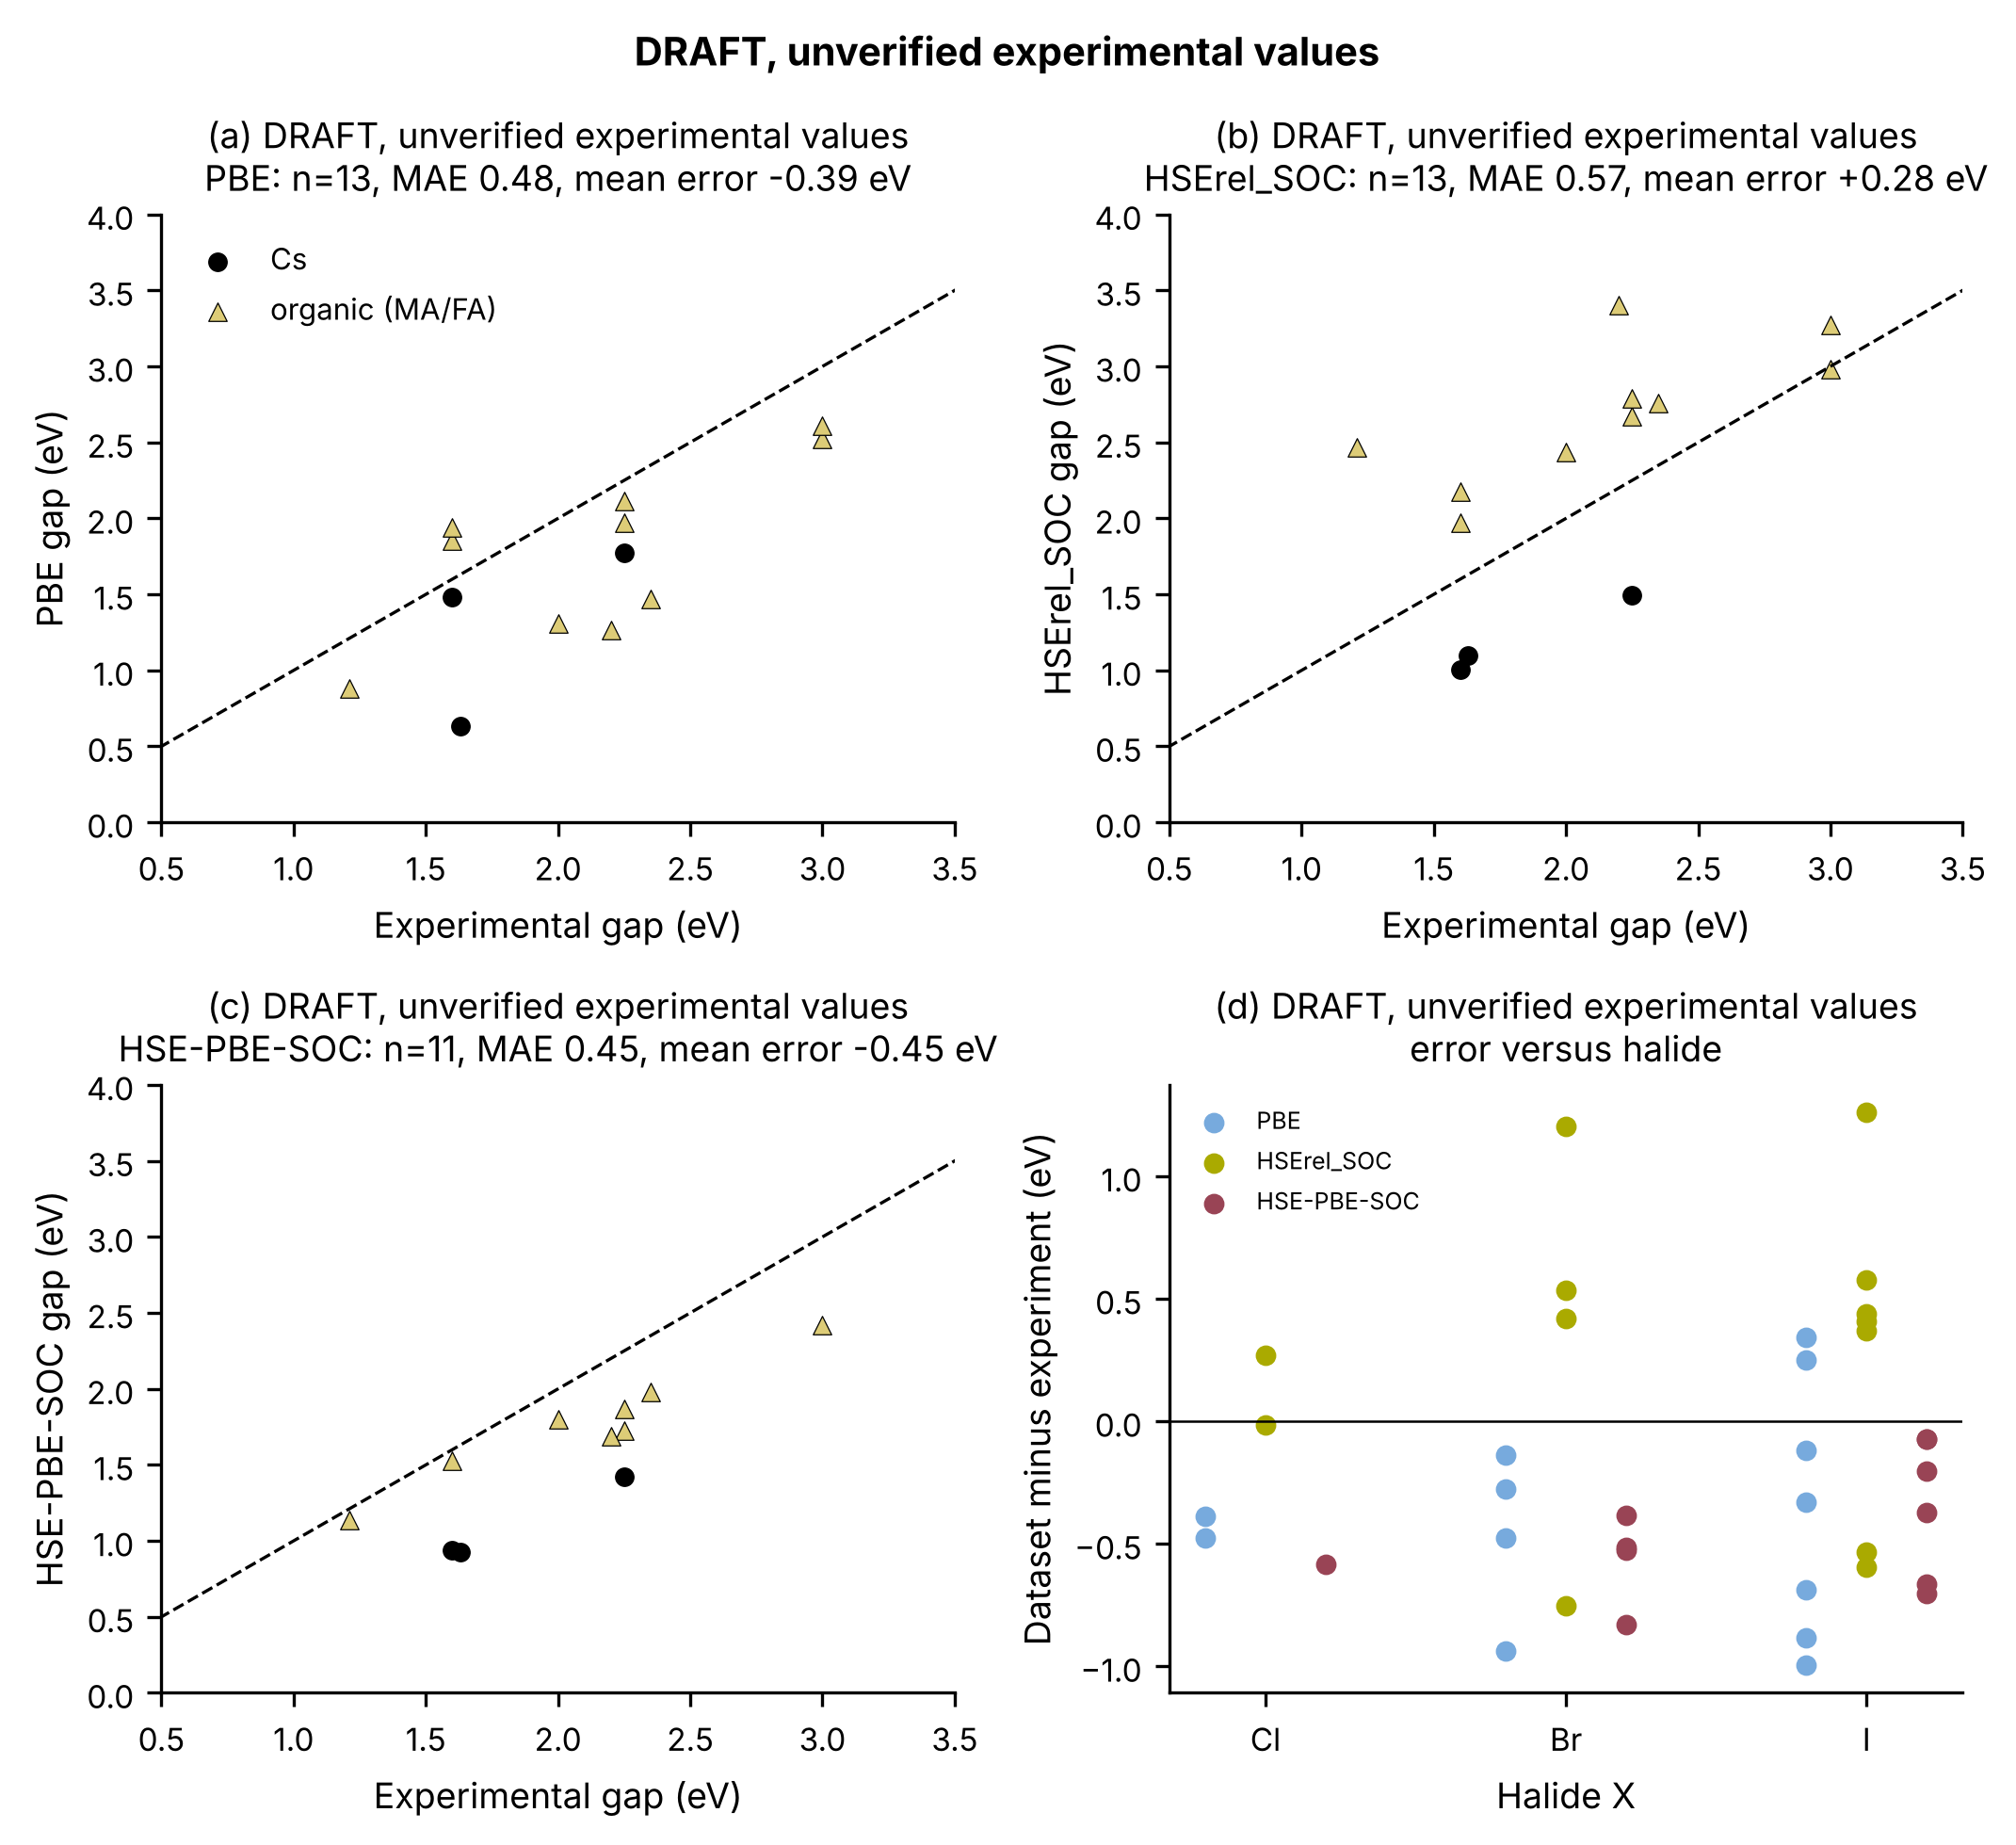 DRAFT, unverified experimental values
(a) DRAFT, unverified experimental values
PBE: n=13, MAE 0.48, mean error -0.39 eV
4.0
3.5
3.0
2.5
2.0
1.5
1.0
0.5
0.0
PBE gap (eV)
Cs
organic (MA/FA)
0.5 1.0 1.5 2.0 2.5 3.0 3.5
Experimental gap (eV)
(b) DRAFT, unverified experimental values
HSErel_SOC: n=13, MAE 0.57, mean error +0.28 eV
4.0
3.5
3.0
2.5
2.0
1.5
1.0
0.5
0.0
HSErel_SOC gap (eV)
0.5 1.0 1.5 2.0 2.5 3.0 3.5
Experimental gap (eV)
(c) DRAFT, unverified experimental values
HSE-PBE-SOC: n=11, MAE 0.45, mean error -0.45 eV
4.0
3.5
3.0
2.5
2.0
1.5
1.0
0.5
0.0
HSE-PBE-SOC gap (eV)
0.5 1.0 1.5 2.0 2.5 3.0 3.5
Experimental gap (eV)
(d) DRAFT, unverified experimental values
error versus halide
PBE
HSErel_SOC
HSE-PBE-SOC
1.0
0.5
0.0
−0.5
−1.0
Dataset minus experiment (eV)
Cl Br I
Halide X